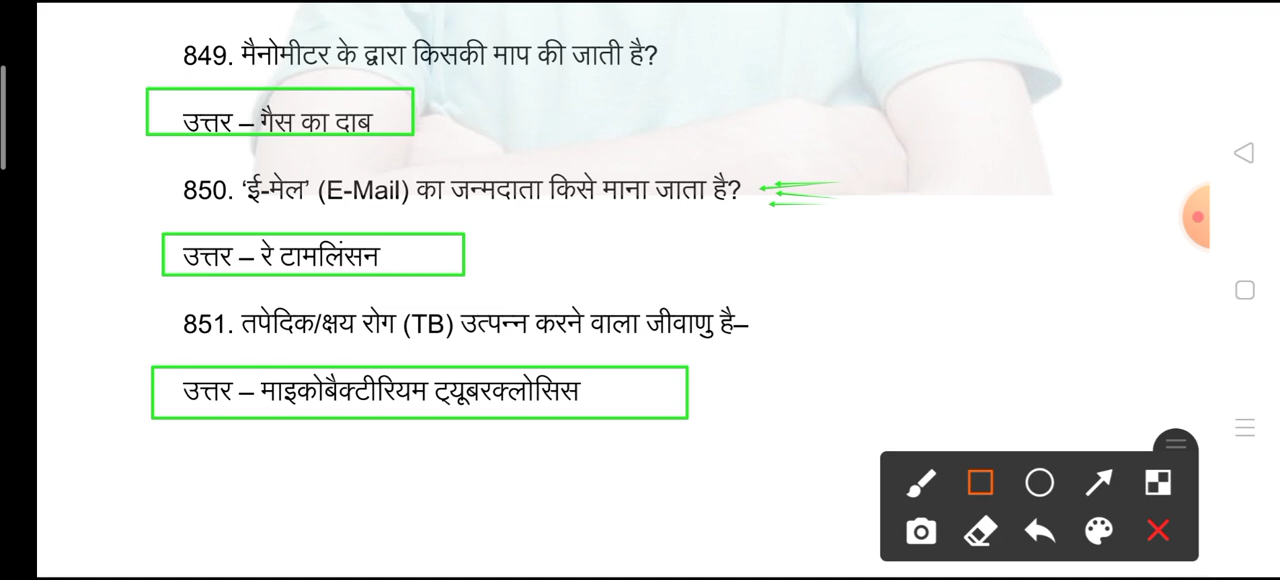 849. मैनोमीटर के द्वारा किसकी माप की जाती है?
उत्तर – गैस का दाब
850. ‘ई-मेल’ (E-Mail) का जन्मदाता किसे माना जाता है?
उत्तर – रे टामलिंसन
851. तपेदिक/क्षय रोग (TB) उत्पन्न करने वाला जीवाणु है–
उत्तर – माइकोबैक्टीरियम ट्यूबरक्लोसिस